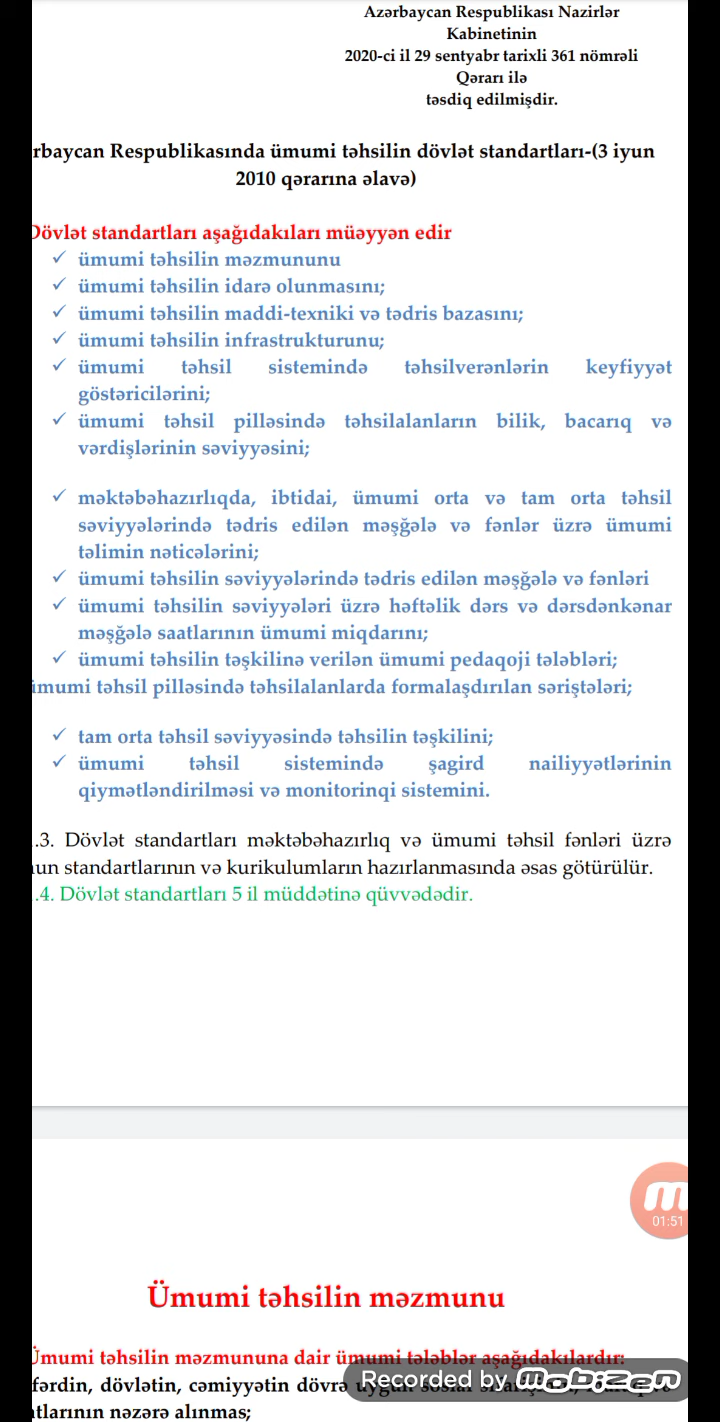 Azərbaycan Respublikası Nazirlər
Kabinetinin
2020-ci il 29 sentyabr tarixli 361 nömrəli
Qərarı ilə
təsdiq edilmişdir.
rbaycan Respublikasında ümumi təhsilin dövlət standartları-(3 iyun
2010 qərarına əlavə)
Dövlət standartları aşağıdakıları müəyyən edir
✓ ümumi təhsilin məzmununu
✓ ümumi təhsilin idarə olunmasını;
✓ ümumi təhsilin maddi-texniki və tədris bazasını;
✓ ümumi təhsilin infrastrukturunu;
✓ ümumi təhsil sistemində təhsilverənlərin keyfiyyət
göstəricilərini;
✓ ümumi təhsil pilləsində təhsilalanların bilik, bacarıq və
vərdişlərinin səviyyəsini;
✓ məktəbəhazırlıqda, ibtidai, ümumi orta və tam orta təhsil
səviyyələrində tədris edilən məşğələ və fənlər üzrə ümumi
təlimin nəticələrini;
✓ ümumi təhsilin səviyyələrində tədris edilən məşğələ və fənləri
✓ ümumi təhsilin səviyyələri üzrə həftəlik dərs və dərsdənkənar
məşğələ saatlarının ümumi miqdarını;
✓ ümumi təhsilin təşkilinə verilən ümumi pedaqoji tələbləri;
ümumi təhsil pilləsində təhsilalanlarda formalaşdırılan səriştələri;
✓ tam orta təhsil səviyyəsində təhsilin təşkilini;
✓ ümumi təhsil sistemində şagird nailiyyətlərinin
qiymətləndirilməsi və monitorinqi sistemini.
.3. Dövlət standartları məktəbəhazırlıq və ümumi təhsil fənləri üzrə
un standartlarının və kurikulumların hazırlanmasında əsas götürülür.
.4. Dövlət standartları 5 il müddətinə qüvvədədir.
m
01:51
Ümumi təhsilin məzmunu
Ümumi təhsilin məzmununa dair ümumi tələblər aşağıdakılardır:
fərdin, dövlətin, cəmiyyətin dövrə uyğun sosial
Recorded by mobizen
tlarının nəzərə alınmas;